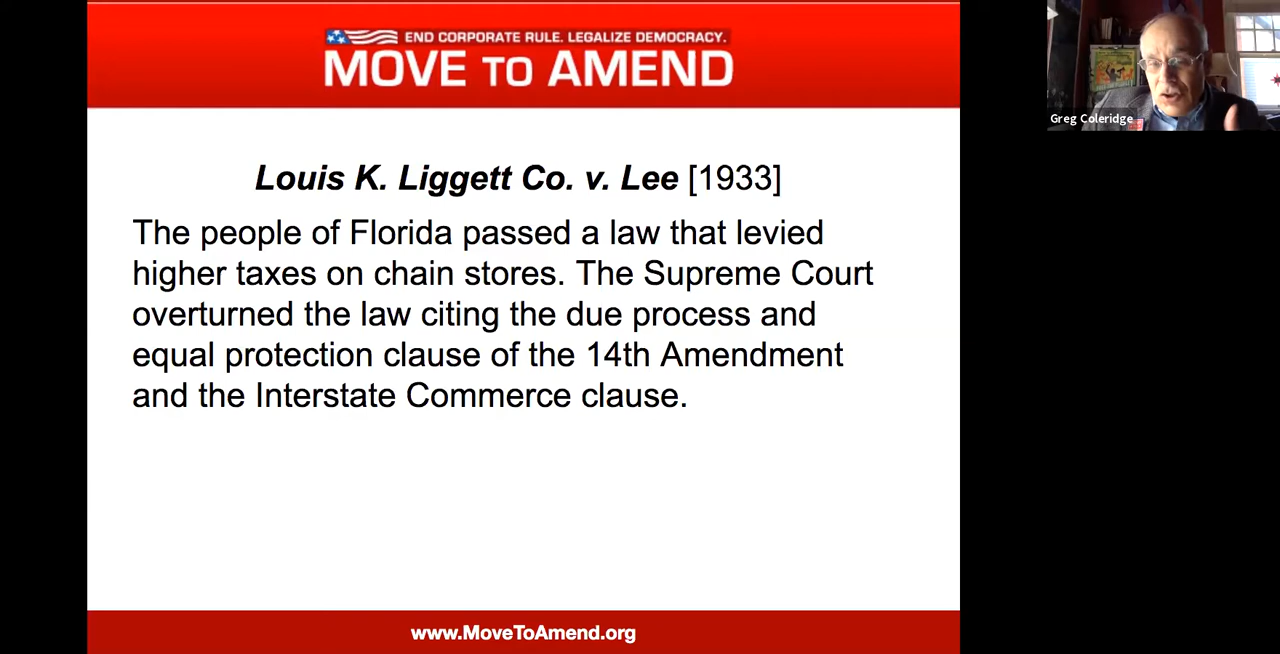 END CORPORATE RULE. LEGALIZE DEMOCRACY.
MOVE TO AMEND
Greg Coleridge
Louis K. Liggett Co. v. Lee [1933]
The people of Florida passed a law that levied
higher taxes on chain stores. The Supreme Court
overturned the law citing the due process and
equal protection clause of the 14th Amendment
and the Interstate Commerce clause.
www.MoveToAmend.org